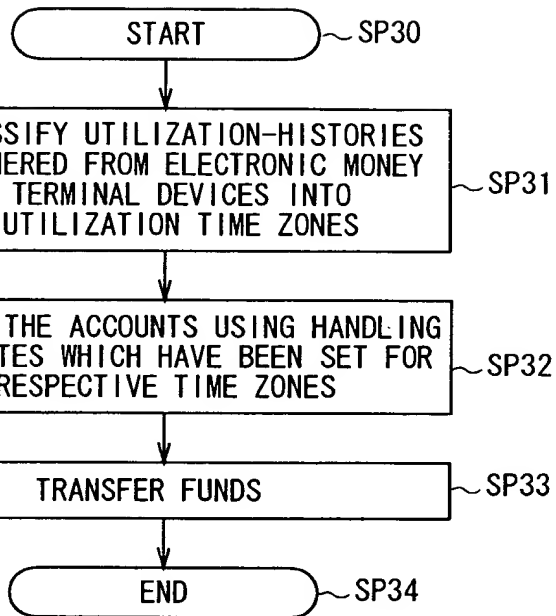 START SP30
SSIFY UTILIZATION-HISTORIES
HERED FROM ELECTRONIC MONEY
TERMINAL DEVICES INTO
UTILIZATION TIME ZONES
SP31
THE ACCOUNTS USING HANDLING
TES WHICH HAVE BEEN SET FOR
RESPECTIVE TIME ZONES
SP32
TRANSFER FUNDS SP33
END SP34